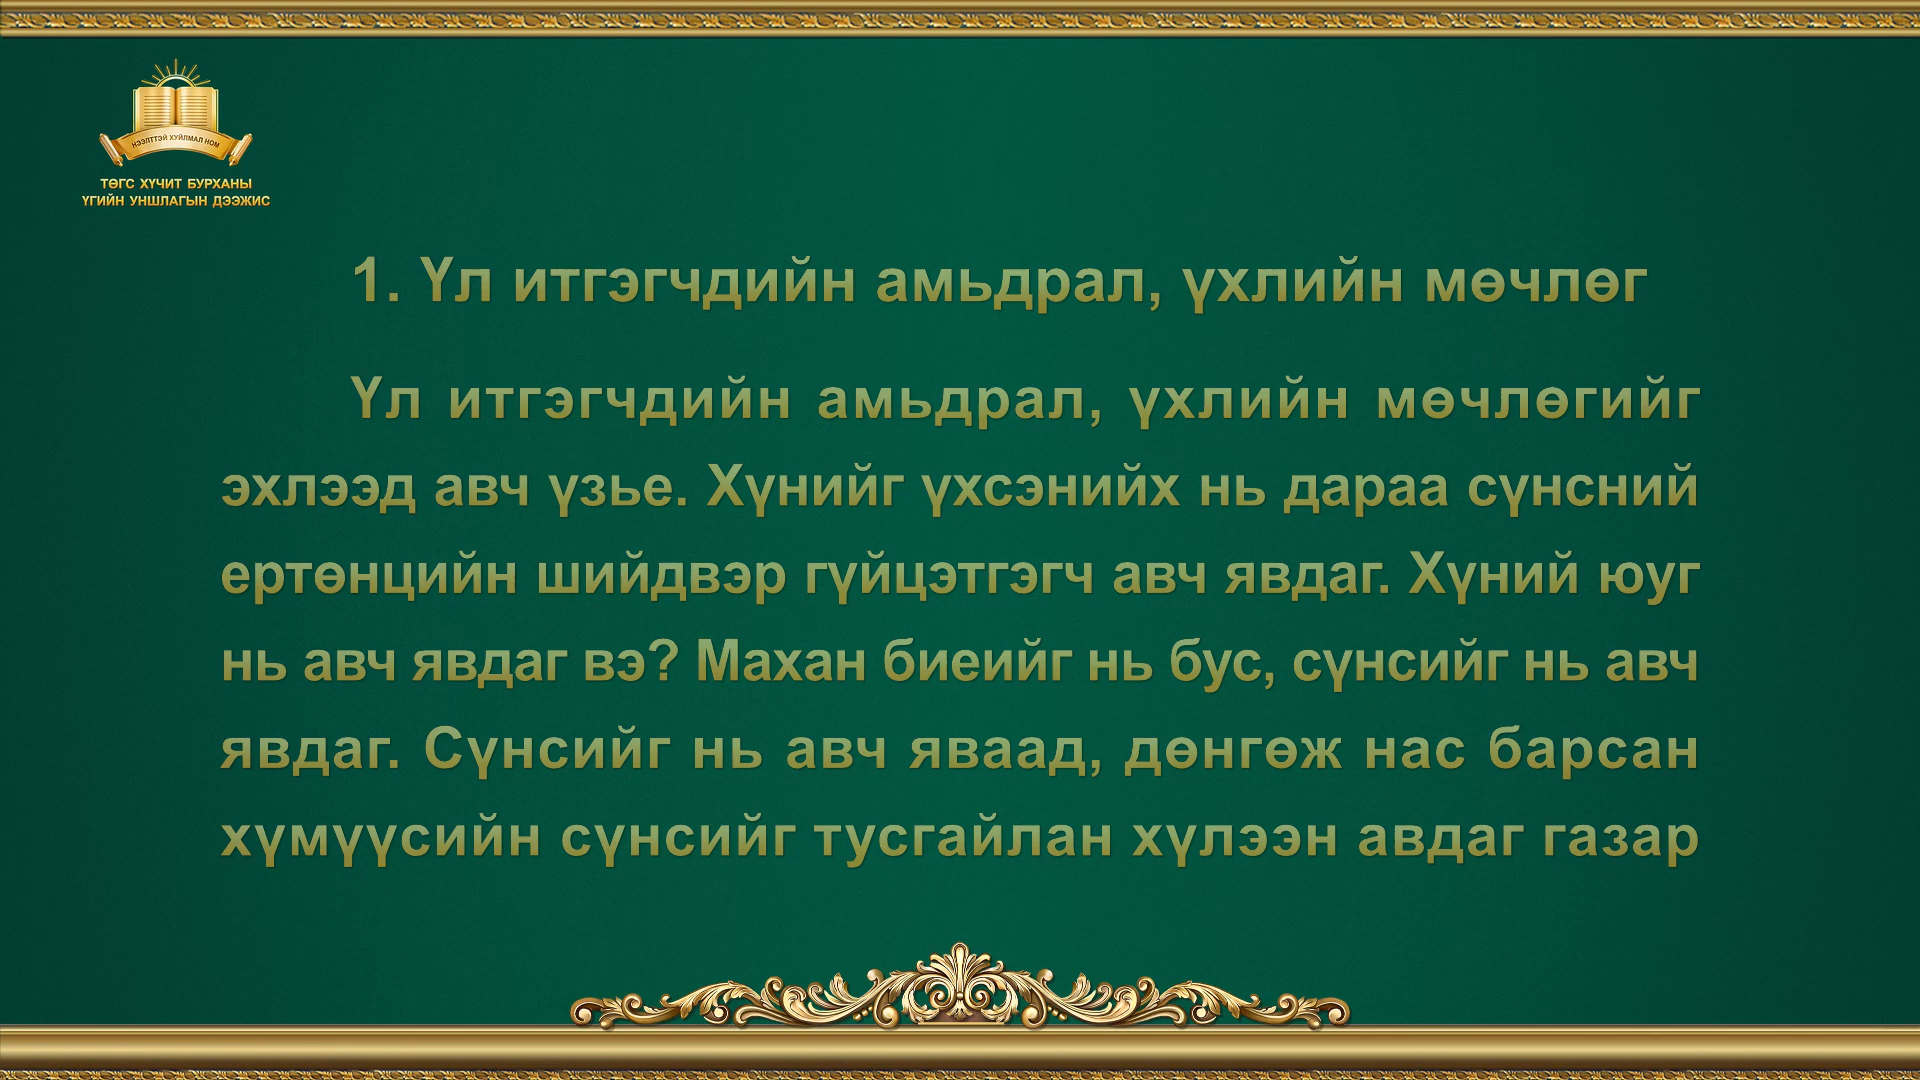 НЭЭЛТТЭЙ ХУЙЛМАЛ НОМ
ТӨГС ХҮЧИТ БУРХАНЫ
ҮГИЙН УНШЛАГЫН ДЭЭЖИС
1. Үл итгэгчдийн амьдрал, үхлийн мөчлөг
Үл итгэгчдийн амьдрал, үхлийн мөчлөгийг
эхлээд авч үзье. Хүнийг үхсэнийх нь дараа сүнсний
ертөнцийн шийдвэр гүйцэтгэгч авч явдаг. Хүний юуг
нь авч явдаг вэ? Махан биеийг нь бус, сүнсийг нь авч
явдаг. Сүнсийг нь авч яваад, дөнгөж нас барсан
хүмүүсийн сүнсийг тусгайлан хүлээн авдаг газар